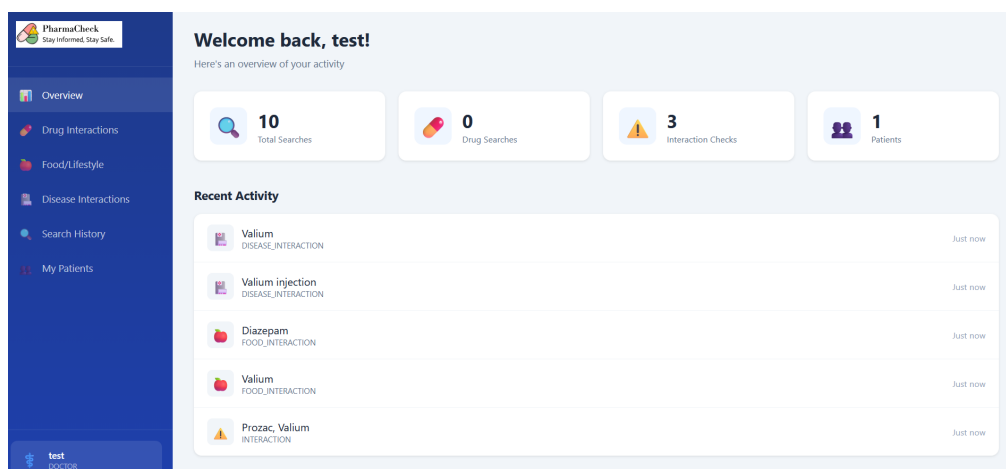 PharmaCheck
Stay Informed, Stay Safe.
Overview
Drug Interactions
Food/Lifestyle
Disease Interactions
Search History
My Patients
test
DOCTOR
Welcome back, test!
Here's an overview of your activity
10
Total Searches
0
Drug Searches
3
Interaction Checks
1
Patients
Recent Activity
Valium
DISEASE_INTERACTION
Just now
Valium injection
DISEASE_INTERACTION
Just now
Diazepam
FOOD_INTERACTION
Just now
Valium
FOOD_INTERACTION
Just now
Prozac, Valium
INTERACTION
Just now